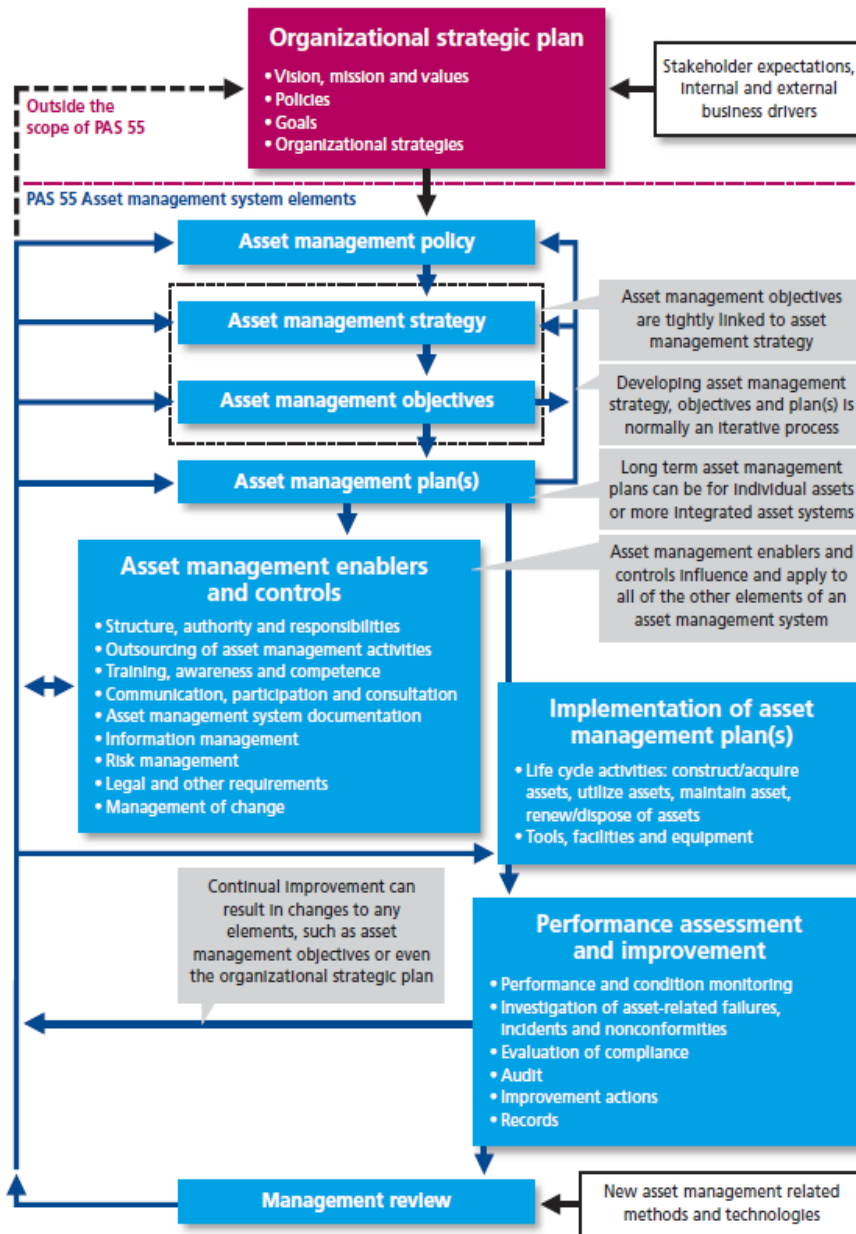 Organizational strategic plan
• Vision, mission and values
• Policies
• Goals
• Organizational strategies
Stakeholder expectations,
internal and external
business drivers
Outside the
scope of PAS 55
PAS 55 Asset management system elements
Asset management policy
Asset management strategy
Asset management objectives
Asset management plan(s)
Asset management objectives
are tightly linked to asset
management strategy
Developing asset management
strategy, objectives and plan(s) is
normally an iterative process
Long term asset management
plans can be for individual assets
or more integrated asset systems
Asset management enablers and
controls influence and apply to
all of the other elements of an
asset management system
Asset management enablers
and controls
• Structure, authority and responsibilities
• Outsourcing of asset management activities
• Training, awareness and competence
• Communication, participation and consultation
• Asset management system documentation
• Information management
• Risk management
• Legal and other requirements
• Management of change
Implementation of asset
management plan(s)
• Life cycle activities: construct/acquire
assets, utilize assets, maintain asset,
renew/dispose of assets
• Tools, facilities and equipment
Continual improvement can
result in changes to any
elements, such as asset
management objectives or even
the organizational strategic plan
Performance assessment
and improvement
• Performance and condition monitoring
• Investigation of asset-related failures,
incidents and nonconformities
• Evaluation of compliance
• Audit
• Improvement actions
• Records
Management review
New asset management related
methods and technologies